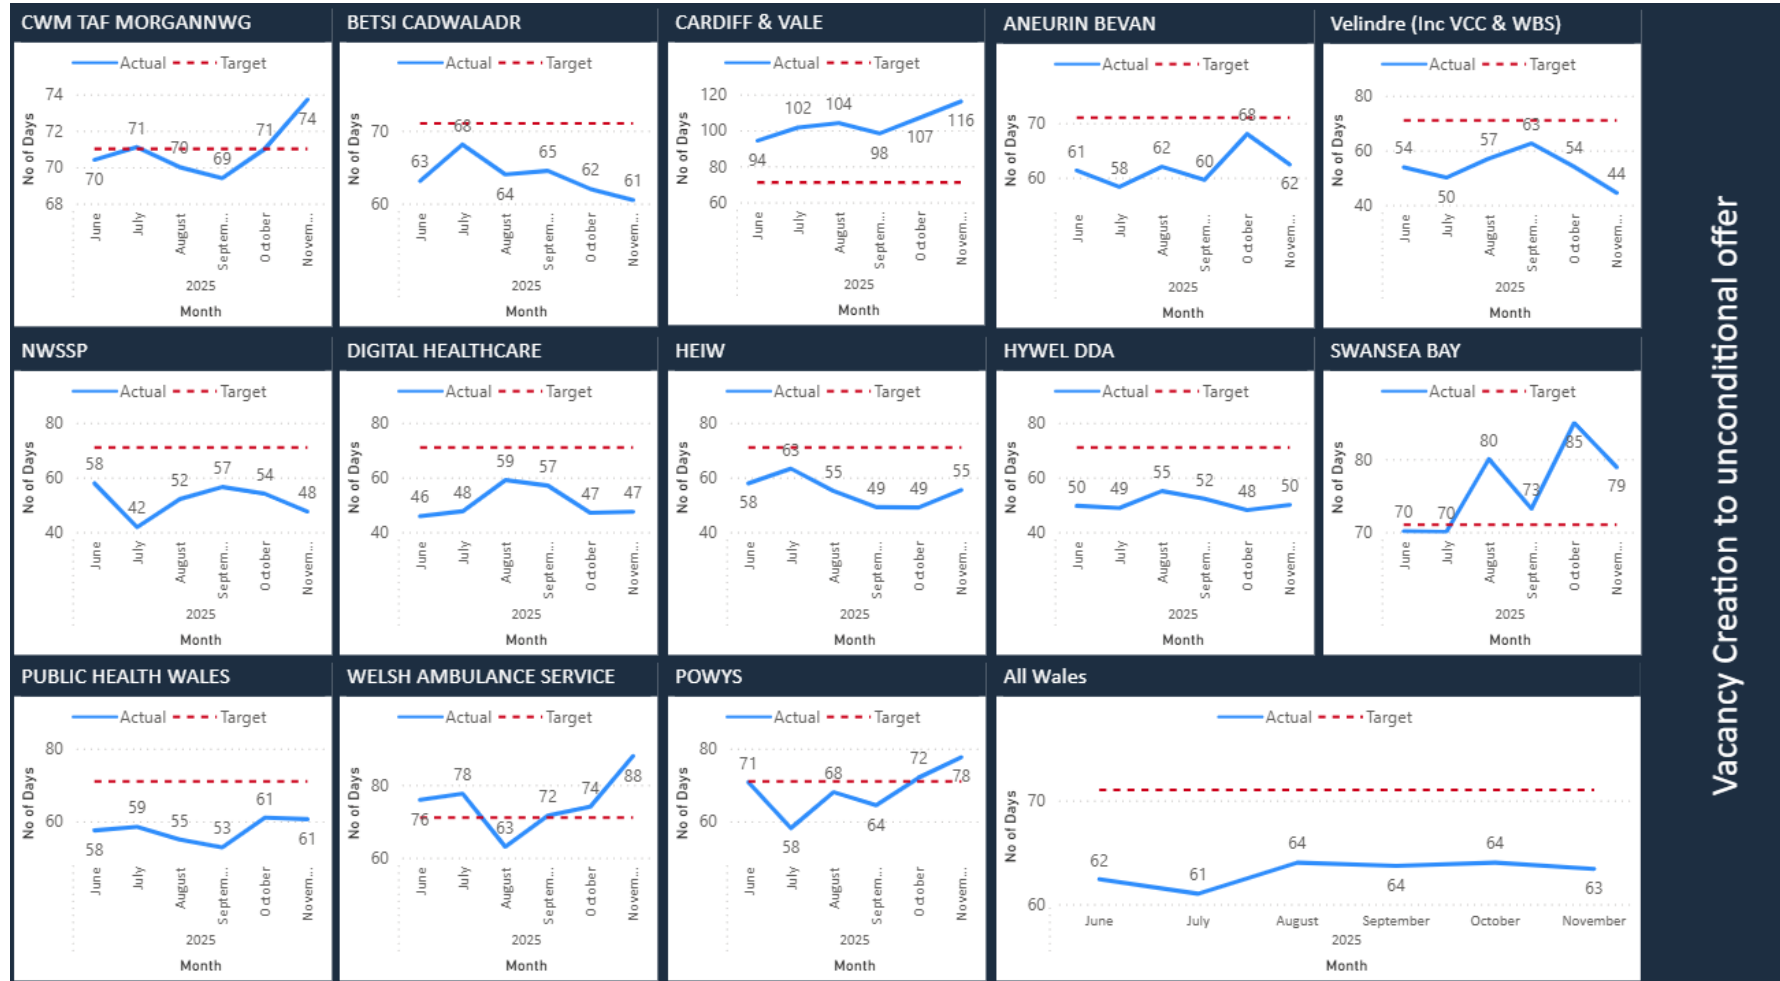 CWM TAF MORGANNWG
Actual Target
No of Days
74
72
70
68
70
71
70
69
71
74
June
July
August
Septem...
October
Novem...
2025
Month
BETSI CADWALADR
Actual Target
No of Days
70
60
63
68
64
65
62
61
June
July
August
Septem...
October
Novem...
2025
Month
CARDIFF & VALE
Actual Target
No of Days
120
100
80
60
94
102
104
98
107
116
June
July
August
Septem...
October
Novem...
2025
Month
ANEURIN BEVAN
Actual Target
No of Days
70
60
61
58
62
60
68
62
June
July
August
Septem...
October
Novem...
2025
Month
Velindre (Inc VCC & WBS)
Actual Target
No of Days
80
60
40
54
50
57
63
54
44
June
July
August
Septem...
October
Novem...
2025
Month
NWSSP
Actual Target
No of Days
80
60
40
58
42
52
57
54
48
June
July
August
Septem...
October
Novem...
2025
Month
DIGITAL HEALTHCARE
Actual Target
No of Days
80
60
40
46
48
59
57
47
47
June
July
August
Septem...
October
Novem...
2025
Month
HEIW
Actual Target
No of Days
80
60
40
58
63
55
49
49
55
June
July
August
Septem...
October
Novem...
2025
Month
HYWEL DDA
Actual Target
No of Days
80
60
40
50
49
55
52
48
50
June
July
August
Septem...
October
Novem...
2025
Month
SWANSEA BAY
Actual Target
No of Days
80
70
70
70
80
73
85
79
June
July
August
Septem...
October
Novem...
2025
Month
PUBLIC HEALTH WALES
Actual Target
No of Days
80
60
58
59
55
53
61
61
June
July
August
Septem...
October
Novem...
2025
Month
WELSH AMBULANCE SERVICE
Actual Target
No of Days
80
60
76
78
63
72
74
88
June
July
August
Septem...
October
Novem...
2025
Month
POWYS
Actual Target
No of Days
80
60
71
58
68
64
72
78
June
July
August
Septem...
October
Novem...
2025
Month
All Wales
Actual Target
No of Days
70
60
62
61
64
64
64
63
June July August September October November
2025
Month
Vacancy Creation to unconditional offer